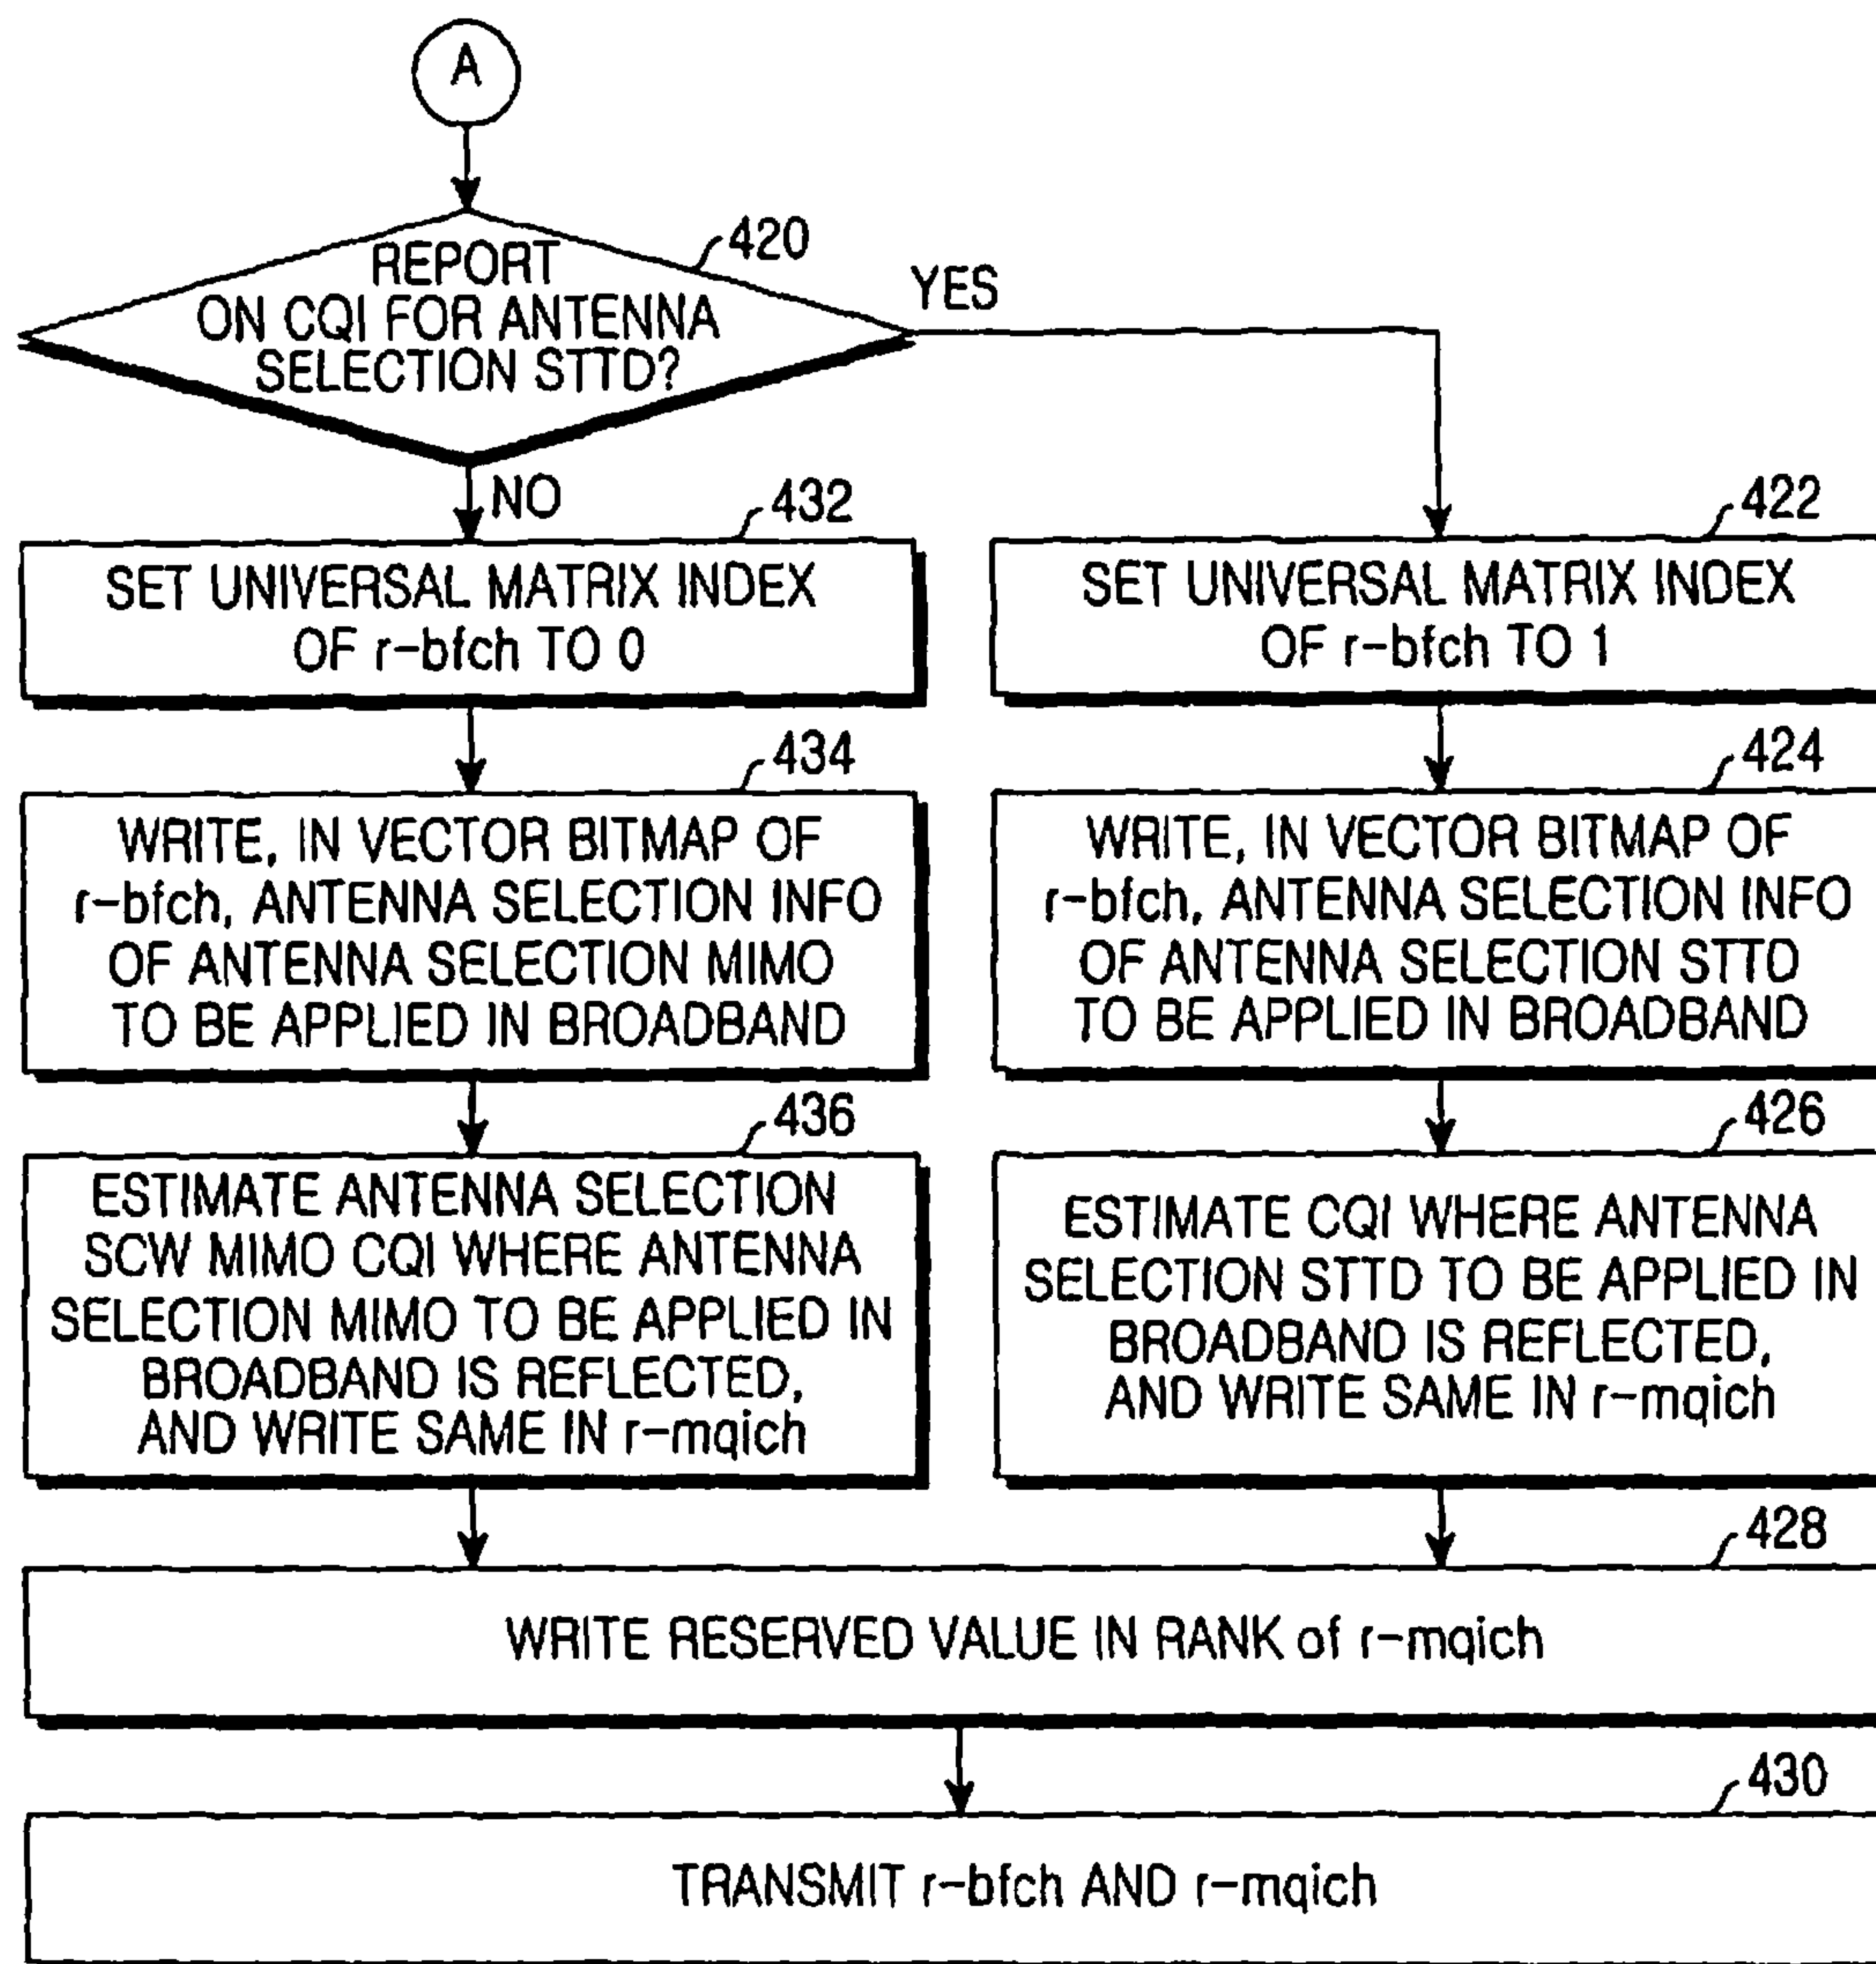 A
420
REPORT
ON CQI FOR ANTENNA
SELECTION STTD?
YES
NO
432
SET UNIVERSAL MATRIX INDEX
OF r-bfch TO 0
422
SET UNIVERSAL MATRIX INDEX
OF r-bfch TO 1
434
WRITE, IN VECTOR BITMAP OF
r-bfch, ANTENNA SELECTION INFO
OF ANTENNA SELECTION MIMO
TO BE APPLIED IN BROADBAND
424
WRITE, IN VECTOR BITMAP OF
r-bfch, ANTENNA SELECTION INFO
OF ANTENNA SELECTION STTD
TO BE APPLIED IN BROADBAND
436
ESTIMATE ANTENNA SELECTION
SCW MIMO CQI WHERE ANTENNA
SELECTION MIMO TO BE APPLIED IN
BROADBAND IS REFLECTED,
AND WRITE SAME IN r-mqich
426
ESTIMATE CQI WHERE ANTENNA
SELECTION STTD TO BE APPLIED IN
BROADBAND IS REFLECTED,
AND WRITE SAME IN r-mqich
428
WRITE RESERVED VALUE IN RANK of r-mqich
430
TRANSMIT r-bfch AND r-mqich